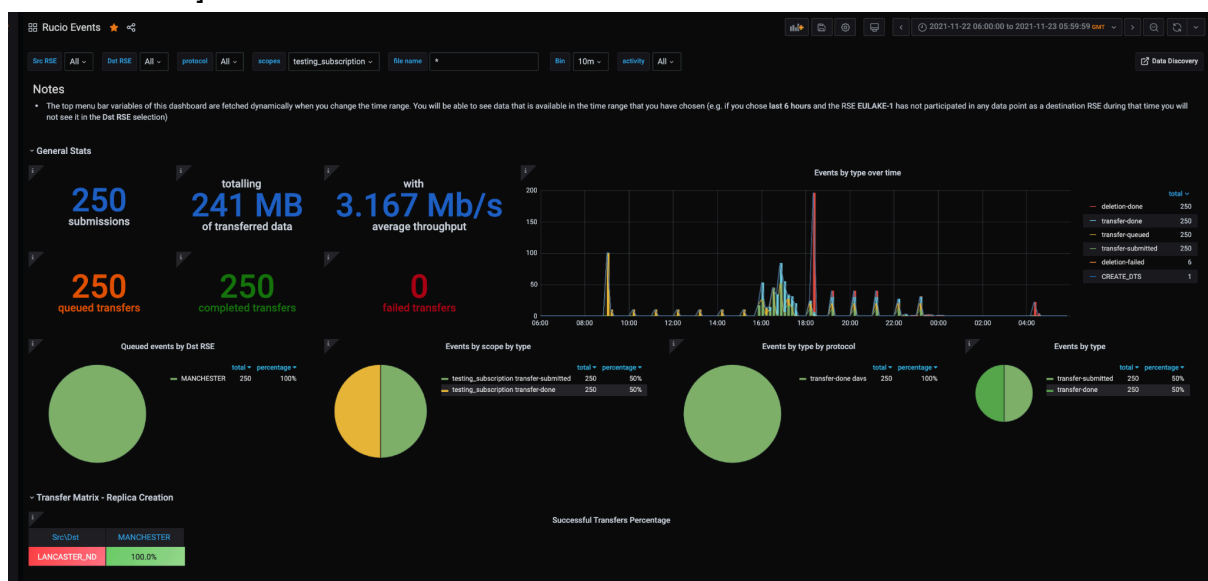 ]
Rucio Events
2021-11-22 06:00:00 to 2021-11-23 05:59:59 GMT
Src RSE All Dst RSE All protocol All scopes testing_subscription file name * Bin 10m activity All Data Discovery
Notes
• The top menu bar variables of this dashboard are fetched dynamically when you change the time range. You will be able to see data that is available in the time range that you have chosen (e.g. if you chose last 6 hours and the RSE EULAKE-1 has not participated in any data point as a destination RSE during that time you will
not see it in the Dst RSE selection)
General Stats
250
submissions
totalling
241 MB
of transferred data
with
3.167 Mb/s
average throughput
250
queued transfers
250
completed transfers
0
failed transfers
Events by type over time
200
150
100
50
0
06:00 08:00 10:00 12:00 14:00 16:00 18:00 20:00 22:00 00:00 02:00 04:00
total
deletion-done 250
transfer-done 250
transfer-queued 250
transfer-submitted 250
deletion-failed 6
CREATE_DTS 1
Queued events by Dst RSE
total percentage
MANCHESTER 250 100%
Events by scope by type
total percentage
testing_subscription transfer-submitted 250 50%
testing_subscription transfer-done 250 50%
Events by type by protocol
total percentage
transfer-done davs 250 100%
Events by type
total percentage
transfer-submitted 250 50%
transfer-done 250 50%
Transfer Matrix - Replica Creation
Successful Transfers Percentage
Src\Dst MANCHESTER
LANCASTER_ND 100.0%